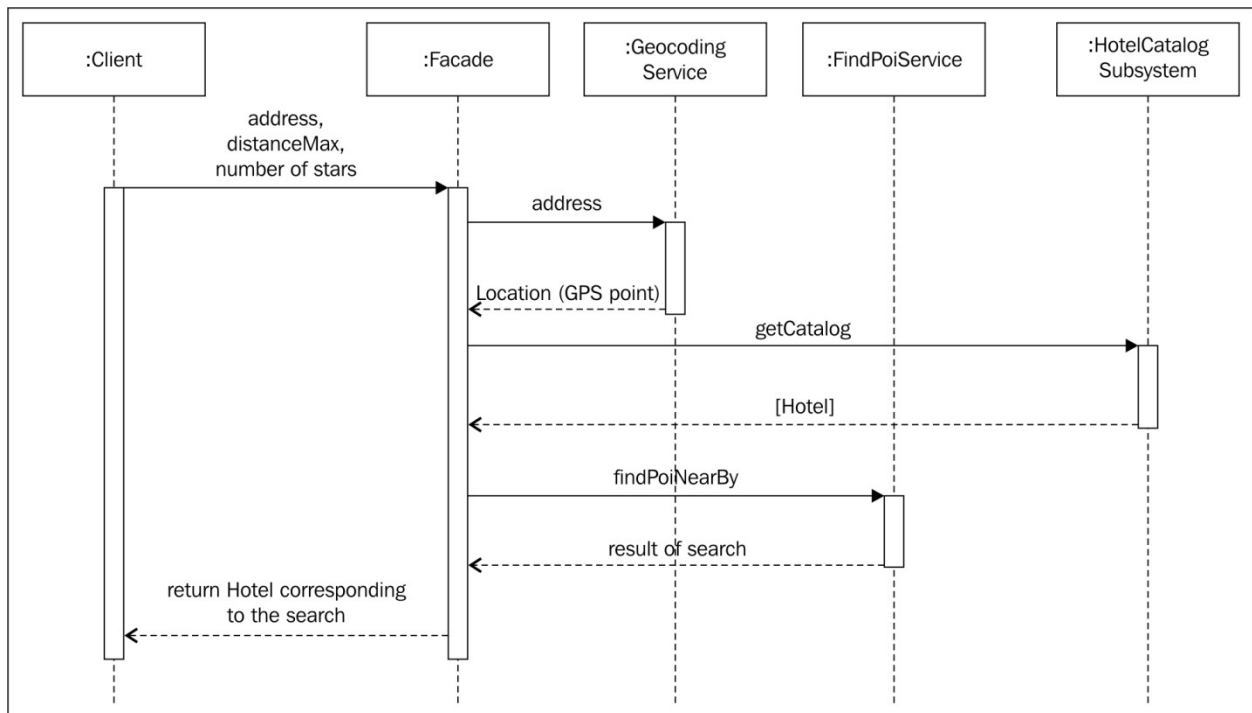 :Client
:Facade
:Geocoding
Service
:FindPoiService
:HotelCatalog
Subsystem
address,
distanceMax,
number of stars
address
Location (GPS point)
getCatalog
[Hotel]
findPoiNearBy
result of search
return Hotel corresponding
to the search